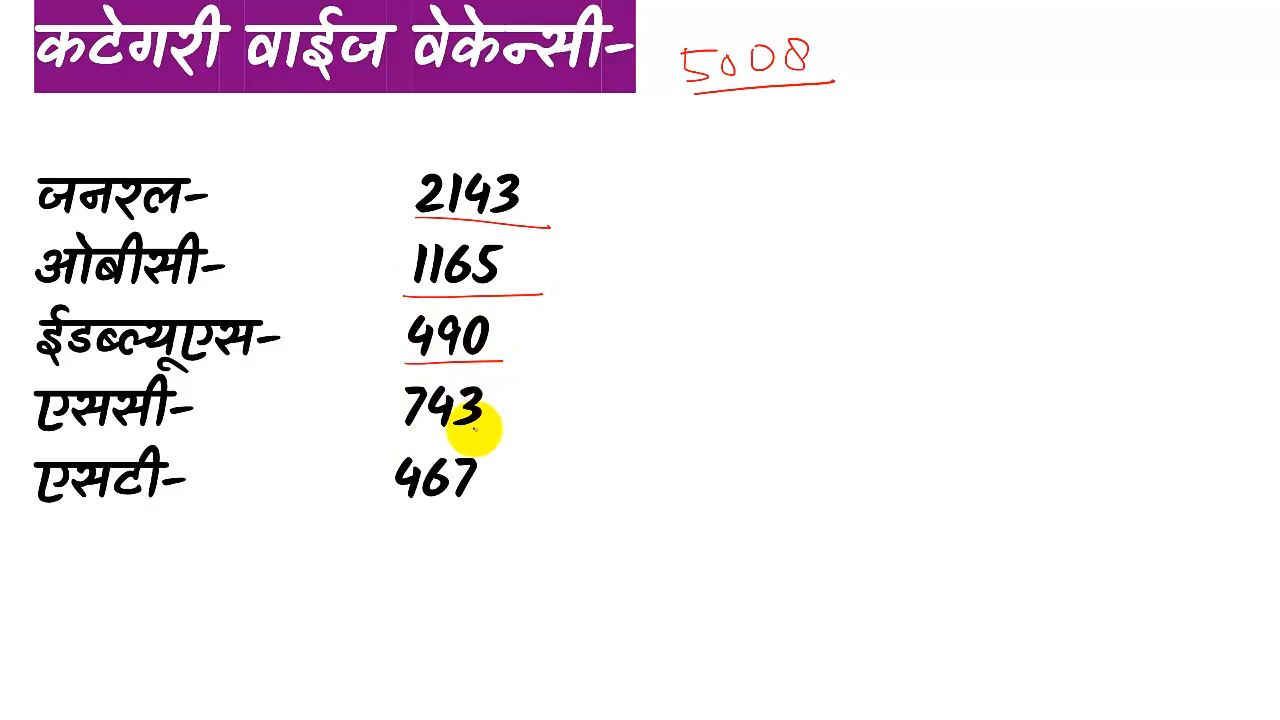 कटेगरी वाईज वेकेन्सी- 5008
जनरल- 2143
ओबीसी- 1165
ईडब्ल्यूएस- 490
एससी- 743
एसटी- 467